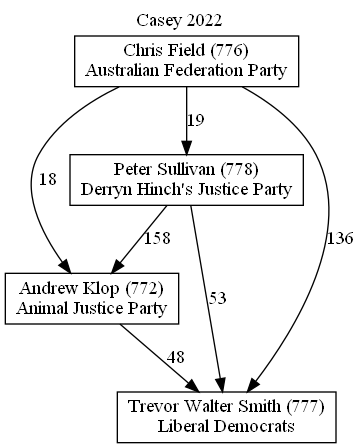 Casey 2022
Chris Field (776)
Australian Federation Party
19
Peter Sullivan (778)
Derryn Hinch's Justice Party
18
136
158
53
Andrew Klop (772)
Animal Justice Party
48
Trevor Walter Smith (777)
Liberal Democrats